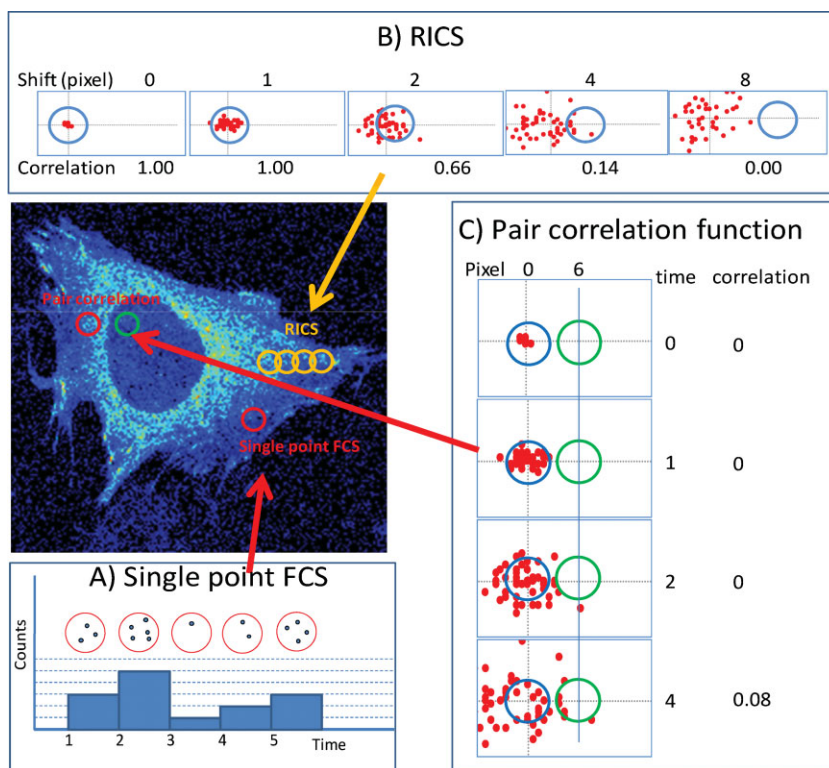 B) RICS
Shift (pixel) 0 1 2 4 8
Correlation 1.00 1.00 0.66 0.14 0.00
Pair correlation
RICS
Single point FCS
C) Pair correlation function
Pixel 0 6 time correlation
0 0
1 0
2 0
4 0.08
A) Single point FCS
Counts
1 2 3 4 5 Time